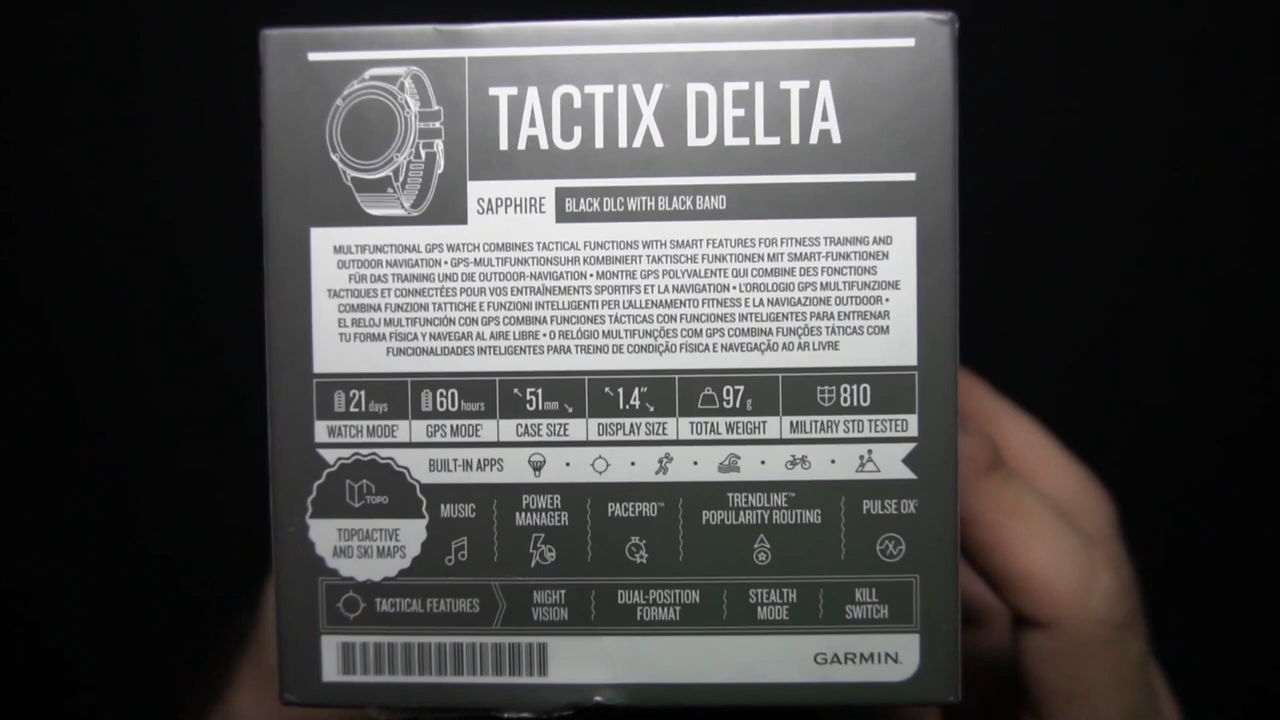 TACTIX DELTA
SAPPHIRE BLACK DLC WITH BLACK BAND
MULTIFUNCTIONAL GPS WATCH COMBINES TACTICAL FUNCTIONS WITH SMART FEATURES FOR FITNESS TRAINING AND
OUTDOOR NAVIGATION • GPS-MULTIFUNKTIONSUHR KOMBINIERT TAKTISCHE FUNKTIONEN MIT SMART-FUNKTIONEN
FÜR DAS TRAINING UND DIE OUTDOOR-NAVIGATION • MONTRE GPS POLYVALENTE QUI COMBINE DES FONCTIONS
TACTIQUES ET CONNECTÉES POUR VOS ENTRAÎNEMENTS SPORTIFS ET LA NAVIGATION • L'OROLOGIO GPS MULTIFUNZIONE
COMBINA FUNZIONI TATTICHE E FUNZIONI INTELLIGENTI PER L'ALLENAMENTO FITNESS E LA NAVIGAZIONE OUTDOOR •
EL RELOJ MULTIFUNCIÓN CON GPS COMBINA FUNCIONES TÁCTICAS CON FUNCIONES INTELIGENTES PARA ENTRENAR
TU FORMA FÍSICA Y NAVEGAR AL AIRE LIBRE • O RELÓGIO MULTIFUNÇÕES COM GPS COMBINA FUNÇÕES TÁTICAS COM
FUNCIONALIDADES INTELIGENTES PARA TREINO DE CONDIÇÃO FÍSICA E NAVEGAÇÃO AO AR LIVRE
21 days 60 hours 51mm 1.4" 97g 810
WATCH MODE¹ GPS MODE¹ CASE SIZE DISPLAY SIZE TOTAL WEIGHT MILITARY STD TESTED
BUILT-IN APPS
TOPO
TOPOACTIVE
AND SKI MAPS
MUSIC
POWER
MANAGER
PACEPRO™
TRENDLINE™
POPULARITY ROUTING
PULSE OX²
TACTICAL FEATURES
NIGHT
VISION
DUAL-POSITION
FORMAT
STEALTH
MODE
KILL
SWITCH
GARMIN.